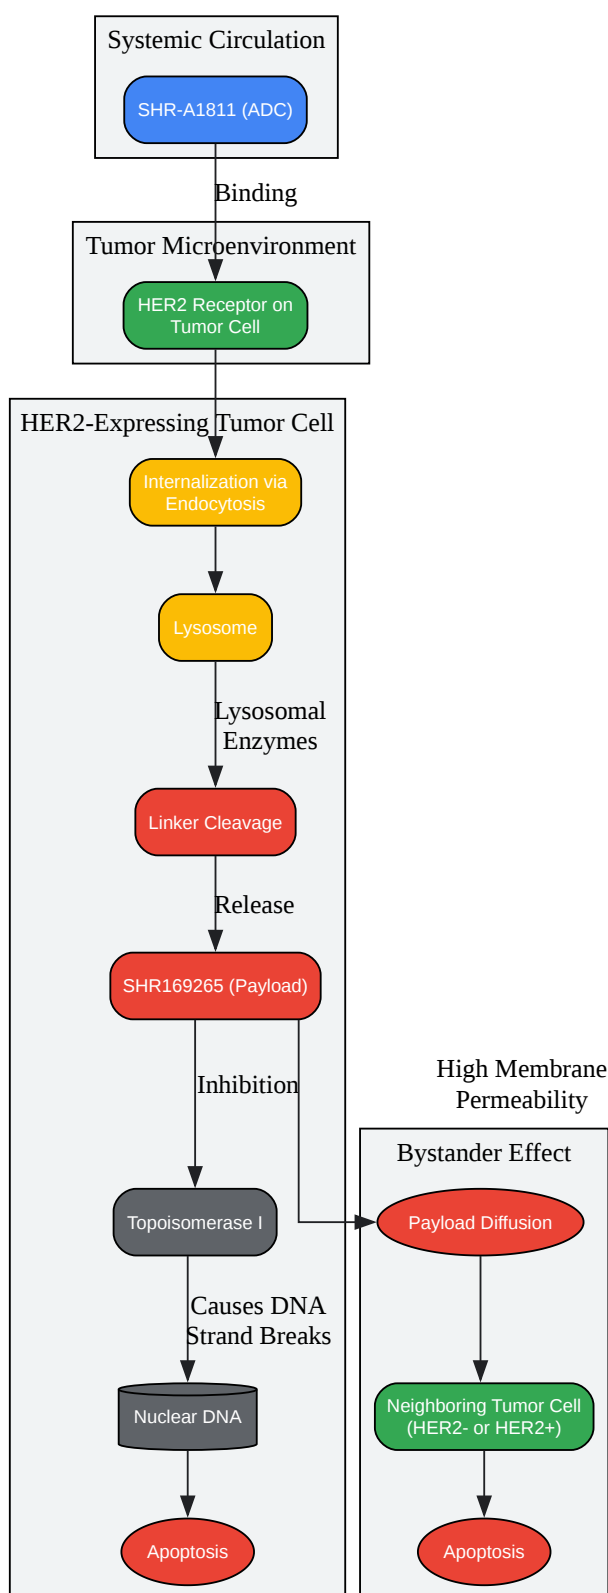 Systemic Circulation
SHR-A1811 (ADC)
Binding
Tumor Microenvironment
HER2 Receptor on
Tumor Cell
HER2-Expressing Tumor Cell
Internalization via
Endocytosis
Lysosome
Lysosomal
Enzymes
Linker Cleavage
Release
SHR169265 (Payload)
Inhibition
High Membrane
Permeability
Bystander Effect
Topoisomerase I
Payload Diffusion
Causes DNA
Strand Breaks
Nuclear DNA
Neighboring Tumor Cell
(HER2- or HER2+)
Apoptosis
Apoptosis